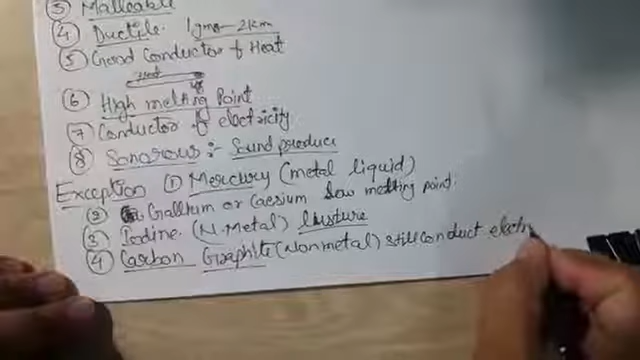 ③ Malleable
④ Ductile. 1gm - 2km
⑤ Good Conductor of Heat
Heat
⑥ High melting Point
⑦ Conductor of electricity
⑧ Sonorous :- Sound produce
Exception ① Mercury (metal liquid)
② Gallium or Caesium low melting point.
③ Iodine (N-Metal) lusture
④ Carbon Graphite (Nonmetal) still conduct electr